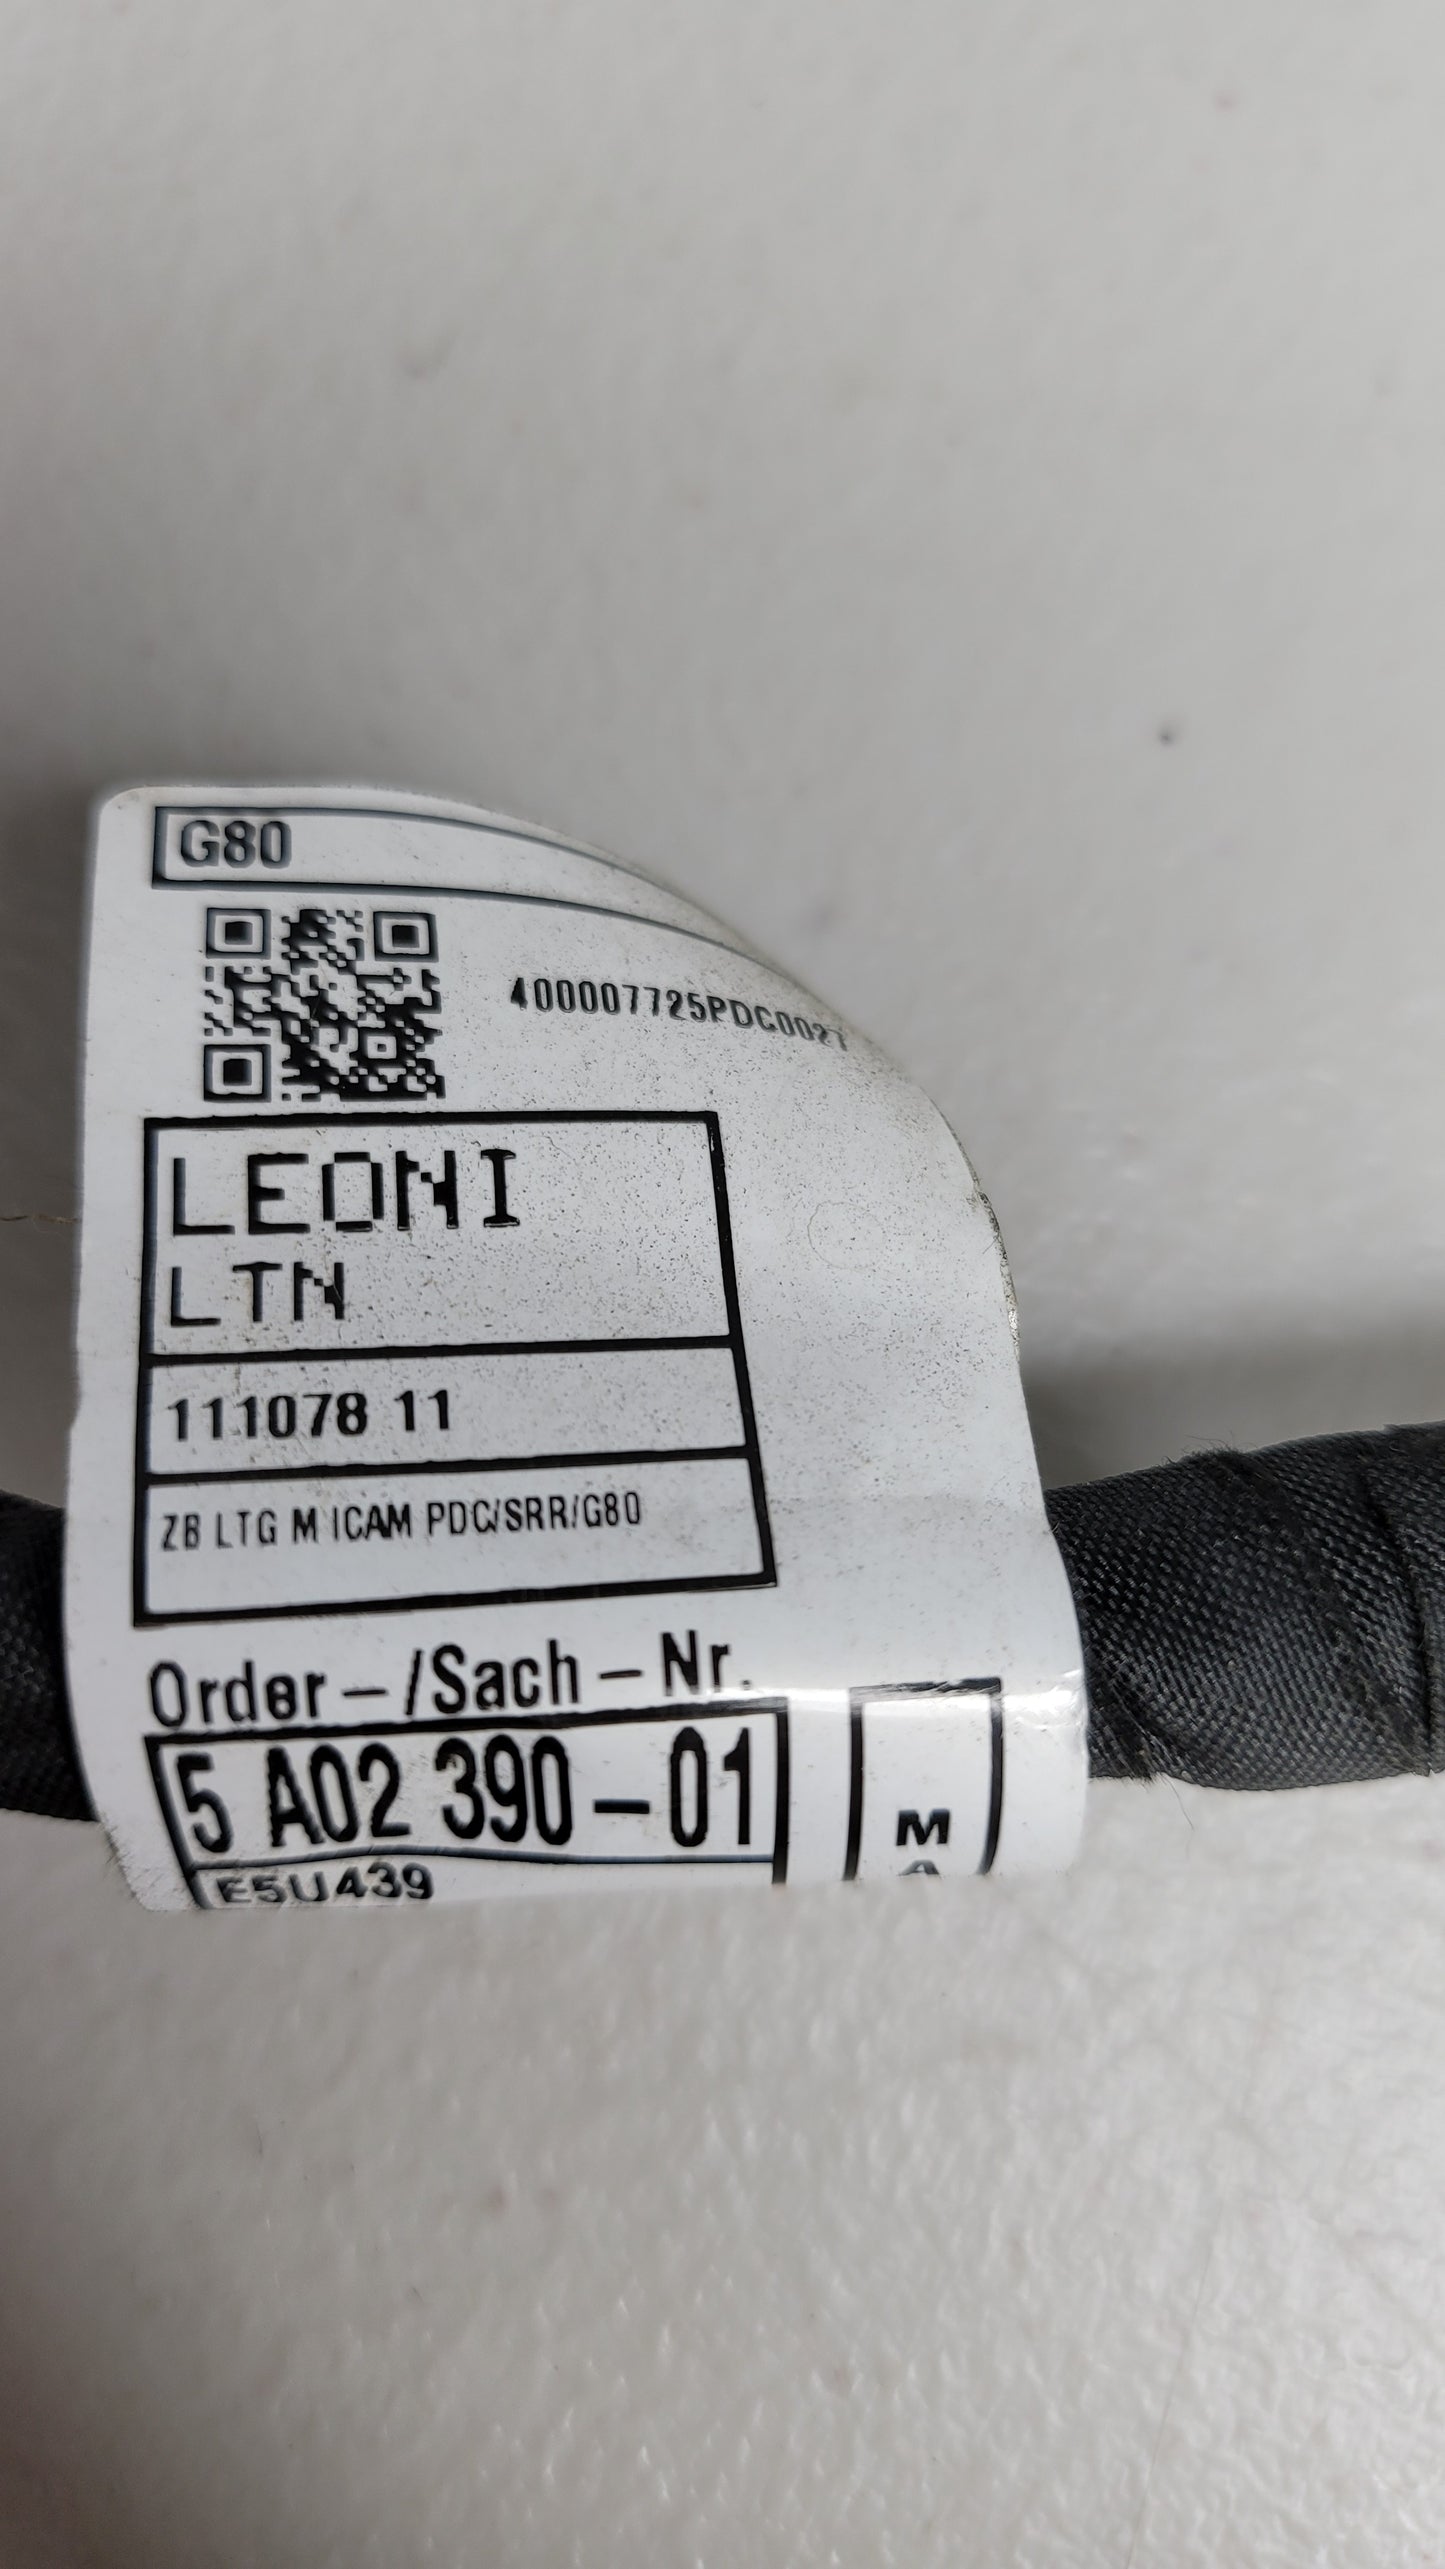 G80
400007725PDC0027
LEONI
LTN
111078 11
ZB LTG M ICAM PDC/SRR/G80
Order-/Sach-Nr.
5 A02 390-01
M
E5U439